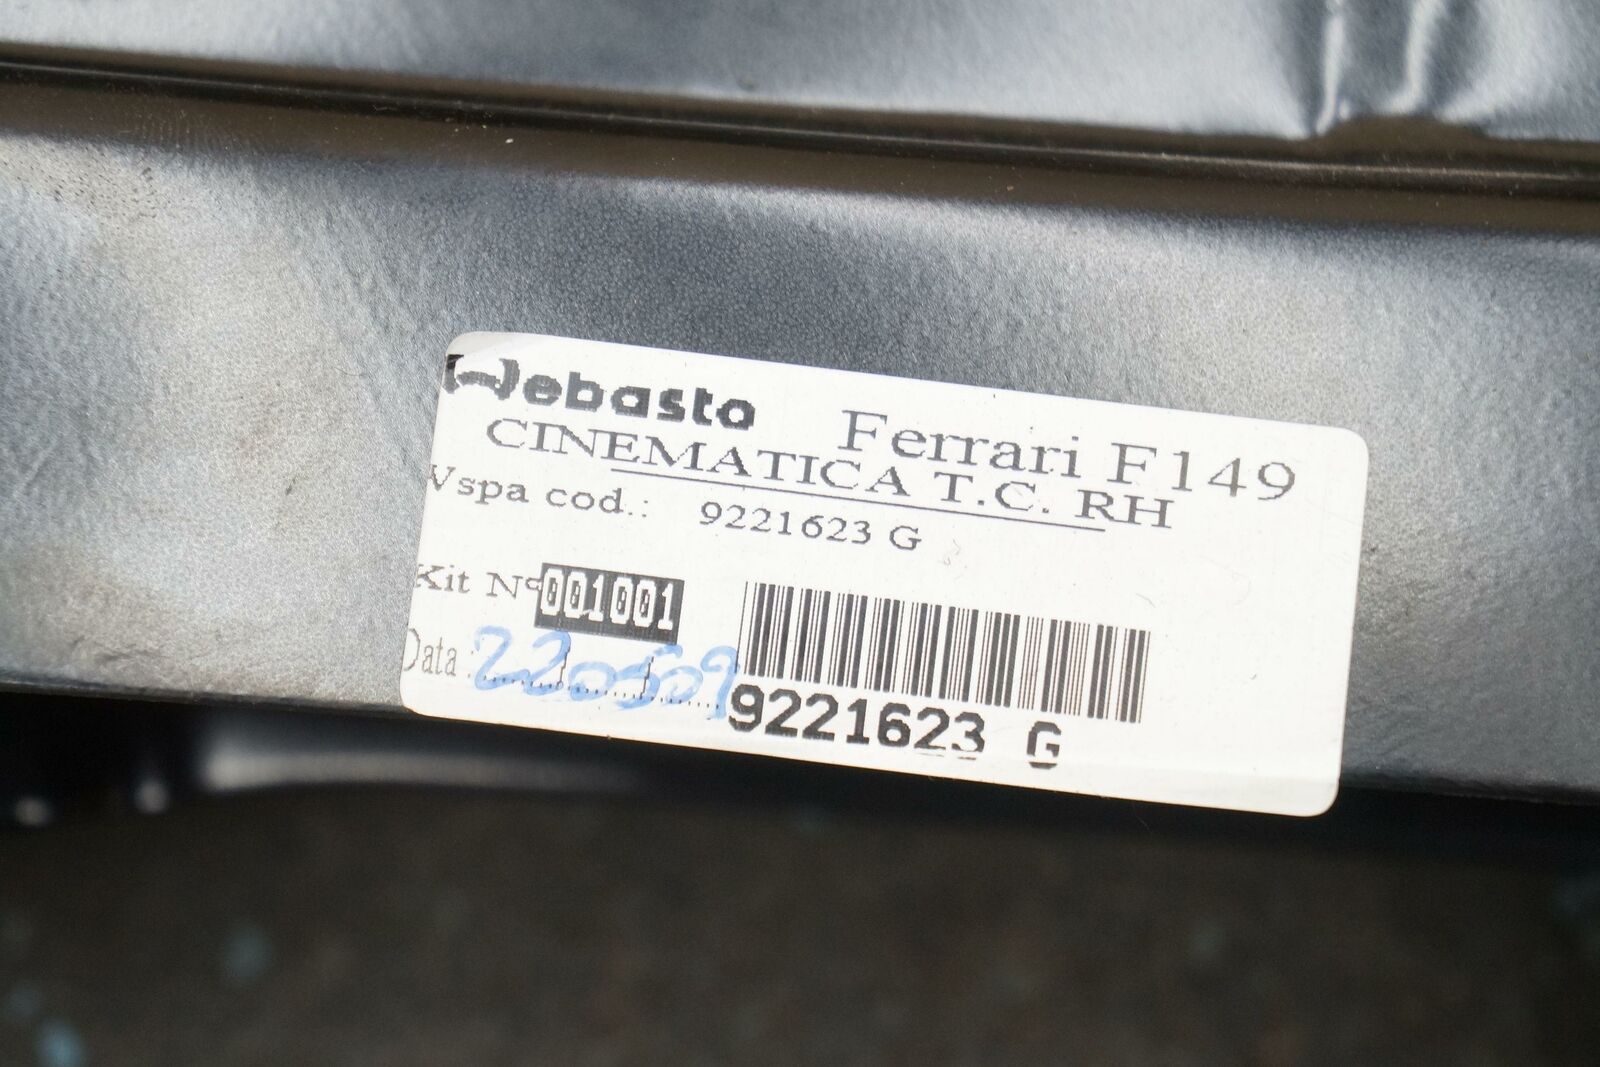 Webasto Ferrari F149
CINEMATICA T.C. RH
Vspa cod.: 9221623 G
Kit N° 001001
Data 220509
9221623 G